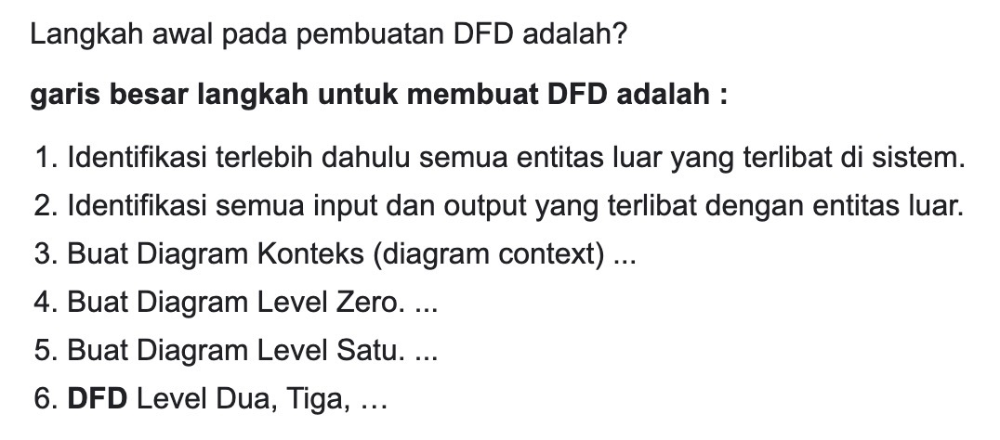 Langkah awal pada pembuatan DFD adalah?
garis besar langkah untuk membuat DFD adalah :
1. Identifikasi terlebih dahulu semua entitas luar yang terlibat di sistem.
2. Identifikasi semua input dan output yang terlibat dengan entitas luar.
3. Buat Diagram Konteks (diagram context) ...
4. Buat Diagram Level Zero. ...
5. Buat Diagram Level Satu. ...
6. DFD Level Dua, Tiga, …